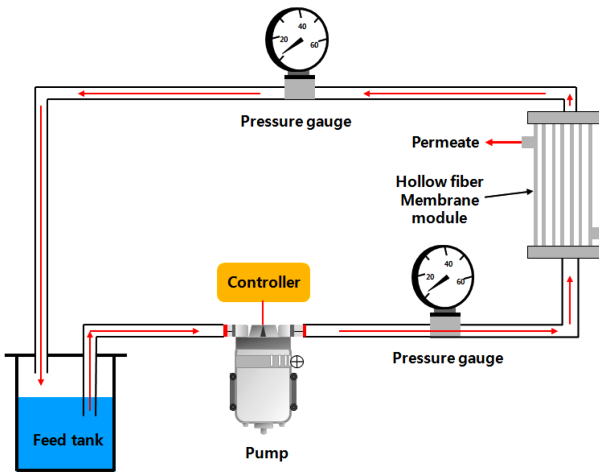 40
20
60
Pressure gauge
Permeate
Hollow fiber
Membrane
module
40
20
60
Controller
Pressure gauge
Feed tank
Pump